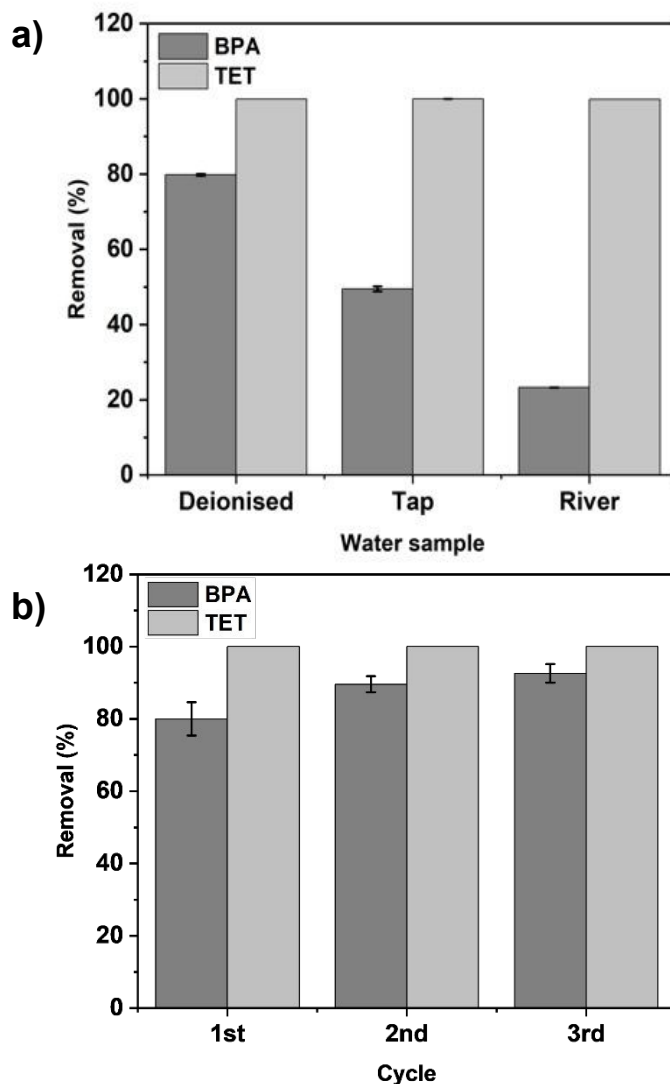 a)
BPA
TET
Removal (%)
120
100
80
60
40
20
0
Deionised Tap River
Water sample
b)
BPA
TET
Removal (%)
120
100
80
60
40
20
0
1st 2nd 3rd
Cycle